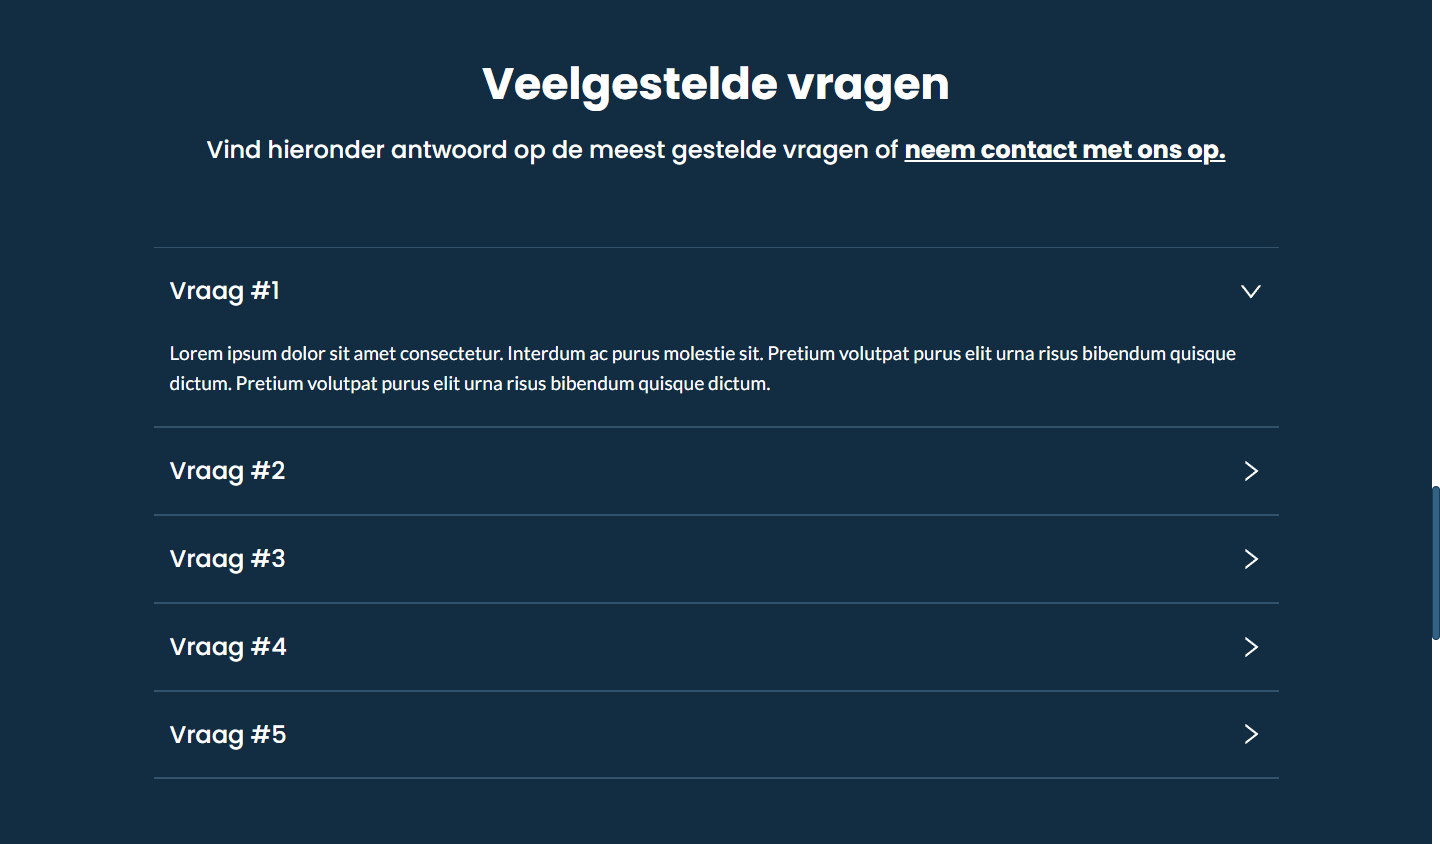 Veelgestelde vragen
Vind hieronder antwoord op de meest gestelde vragen of neem contact met ons op.
Vraag #1
Lorem ipsum dolor sit amet consectetur. Interdum ac purus molestie sit. Pretium volutpat purus elit urna risus bibendum quisque
dictum. Pretium volutpat purus elit urna risus bibendum quisque dictum.
Vraag #2
Vraag #3
Vraag #4
Vraag #5